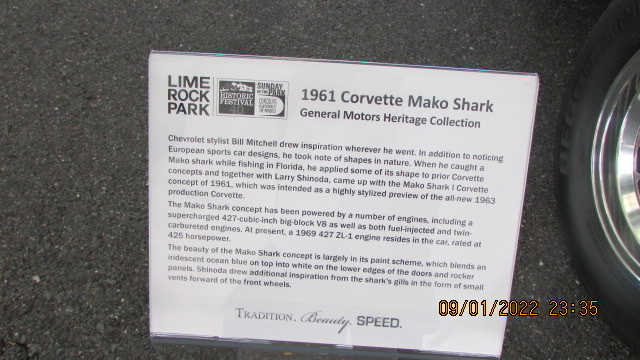 LIME
ROCK
PARK
HISTORIC
FESTIVAL
SUNDAY
IN THE PARK
CONCOURS
1961 Corvette Mako Shark
General Motors Heritage Collection
Chevrolet stylist Bill Mitchell drew inspiration wherever he went. In addition to noticing
European sports car designs, he took note of shapes in nature. When he caught a
Mako shark while fishing in Florida, he applied some of its shape to prior Corvette
concepts and together with Larry Shinoda, came up with the Mako Shark I Corvette
concept of 1961, which was intended as a highly stylized preview of the all-new 1963
production Corvette.
The Mako Shark concept has been powered by a number of engines, including a
supercharged 427-cubic-inch big-block V8 as well as both fuel-injected and twin-
carbureted engines. At present, a 1969 427 ZL-1 engine resides in the car, rated at
425 horsepower.
The beauty of the Mako Shark concept is largely in its paint scheme, which blends an
iridescent ocean blue on top into white on the lower edges of the doors and rocker
panels. Shinoda drew additional inspiration from the shark's gills in the form of small
vents forward of the front wheels.
TRADITION. Beauty. SPEED.
09/01/2022 23:35